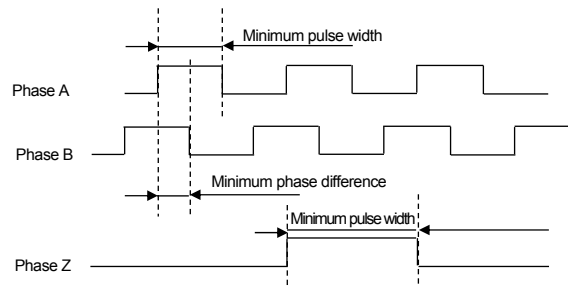 Minimum pulse width
Phase A
Phase B
Minimum phase difference
Minimum pulse width
Phase Z